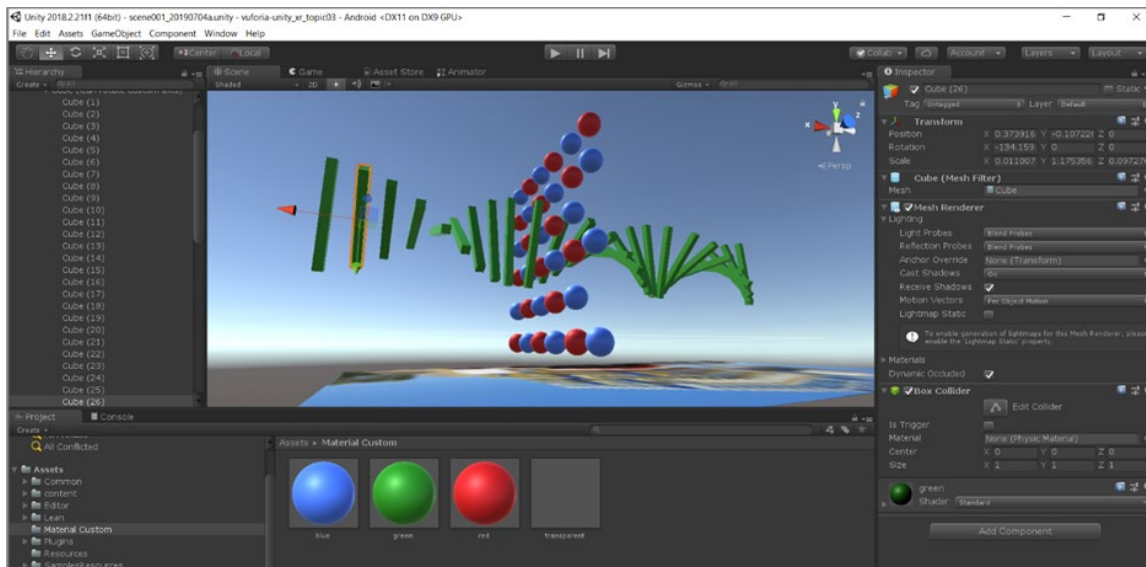 Unity 2018.2.21f1 (64bit) - scene001_20190704a.unity - vuforia-unity_xr_topic03 - Android <DX11 on DX9 GPU>
File Edit Assets GameObject Component Window Help
Center Local
Collab Account Layers Layout
Hierarchy
Create
Cube (1)
Cube (2)
Cube (3)
Cube (4)
Cube (5)
Cube (6)
Cube (7)
Cube (8)
Cube (9)
Cube (10)
Cube (11)
Cube (12)
Cube (13)
Cube (14)
Cube (15)
Cube (16)
Cube (17)
Cube (18)
Cube (19)
Cube (20)
Cube (21)
Cube (22)
Cube (23)
Cube (24)
Cube (25)
Cube (26)
Scene Game Asset Store Animator
Shaded 2D Gizmos
y
x z
Persp
Inspector
Cube (26) Static
Tag Untagged Layer Default
Transform
Position X 0.373916 Y -0.107228 Z 0
Rotation X -134.159 Y 0 Z 0
Scale X 0.011007 Y 1.175356 Z 0.09727
Cube (Mesh Filter)
Mesh Cube
Mesh Renderer
Lighting
Light Probes Blend Probes
Reflection Probes Blend Probes
Anchor Override None (Transform)
Cast Shadows On
Receive Shadows
Motion Vectors Per Object Motion
Lightmap Static
To enable generation of lightmaps for this Mesh Renderer, please
enable the 'Lightmap Static' property.
Materials
Dynamic Occluded
Box Collider
Edit Collider
Is Trigger
Material None (Physic Material)
Center X 0 Y 0 Z 0
Size X 1 Y 1 Z 1
green
Shader Standard
Add Component
Project Console
Create
All Conflicted
Assets
Common
content
Editor
Lean
Material Custom
Plugins
Resources
SamplesResources
Assets Material Custom
blue green red transparent